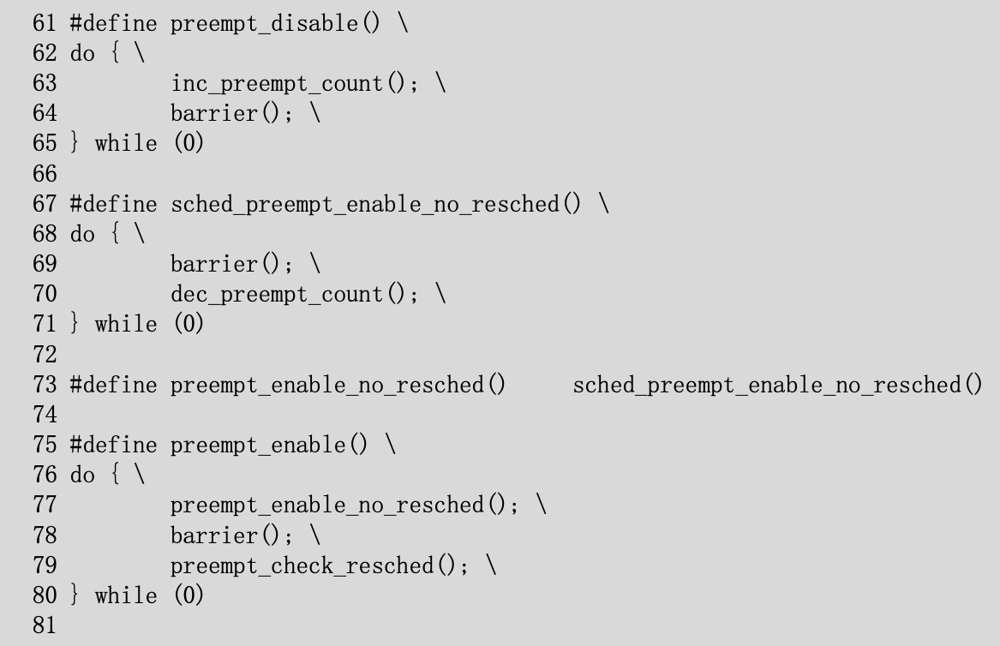 61 #define preempt_disable() \
62 do { \
63         inc_preempt_count(); \
64         barrier(); \
65 } while (0)
66
67 #define sched_preempt_enable_no_resched() \
68 do { \
69         barrier(); \
70         dec_preempt_count(); \
71 } while (0)
72
73 #define preempt_enable_no_resched()     sched_preempt_enable_no_resched()
74
75 #define preempt_enable() \
76 do { \
77         preempt_enable_no_resched(); \
78         barrier(); \
79         preempt_check_resched(); \
80 } while (0)
81